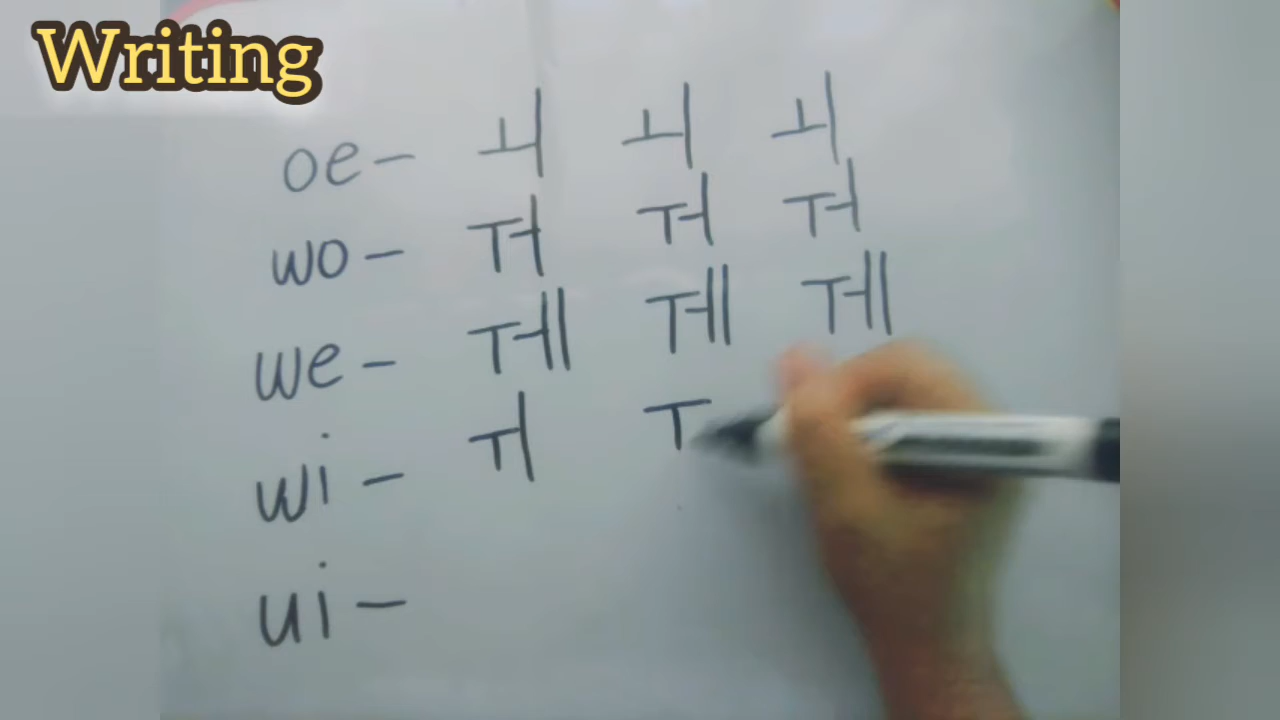 Writing
oe - ㅚ ㅚ ㅚ
wo - ㅝ ㅝ ㅝ
we - ㅞ ㅞ ㅞ
wi - ㅟ ㅜ
ui -